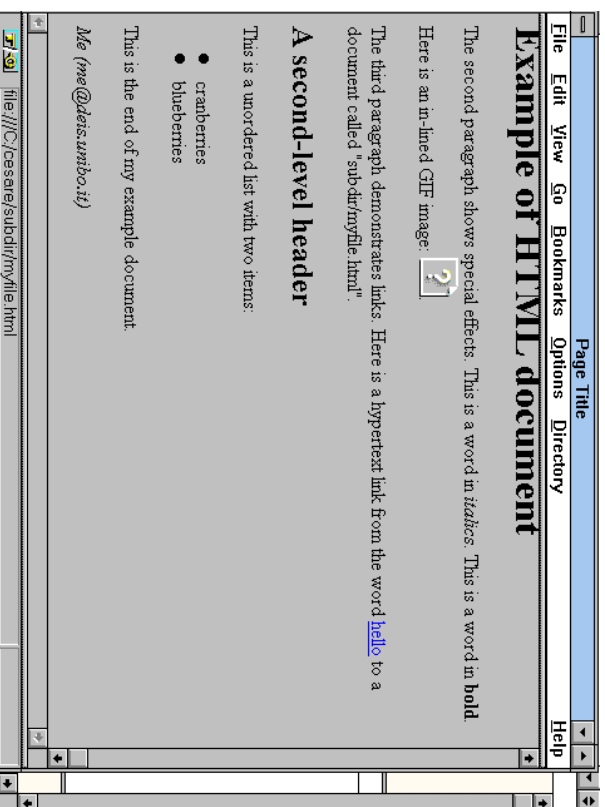 Page Title
File Edit View Go Bookmarks Options Directory Help
Example of HTML document
The second paragraph shows special effects. This is a word in italics. This is a word in bold.
Here is an in-lined GIF image:
The third paragraph demonstrates links. Here is a hypertext link from the word hello to a
document called "subdir/myfile.html".
A second-level header
This is a unordered list with two items:
● cranberries
● blueberries
This is the end of my example document.
Me (me@deis.unibo.it)
file:///C:/cesare/subdir/myfile.html